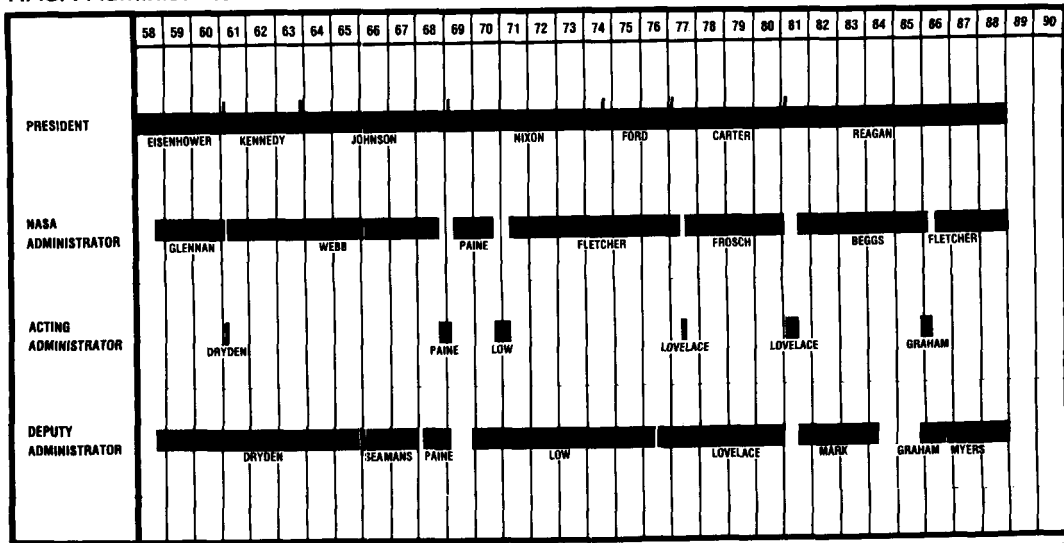 58 59 60 61 62 63 64 65 66 67 68 69 70 71 72 73 74 75 76 77 78 79 80 81 82 83 84 85 86 87 88 89 90
PRESIDENT
EISENHOWER KENNEDY JOHNSON NIXON FORD CARTER REAGAN
NASA
ADMINISTRATOR
GLENNAN WEBB PAINE FLETCHER FROSCH BEGGS FLETCHER
ACTING
ADMINISTRATOR
DRYDEN PAINE LOW LOVELACE LOVELACE GRAHAM
DEPUTY
ADMINISTRATOR
DRYDEN SEAMANS PAINE LOW LOVELACE MARK GRAHAM MYERS